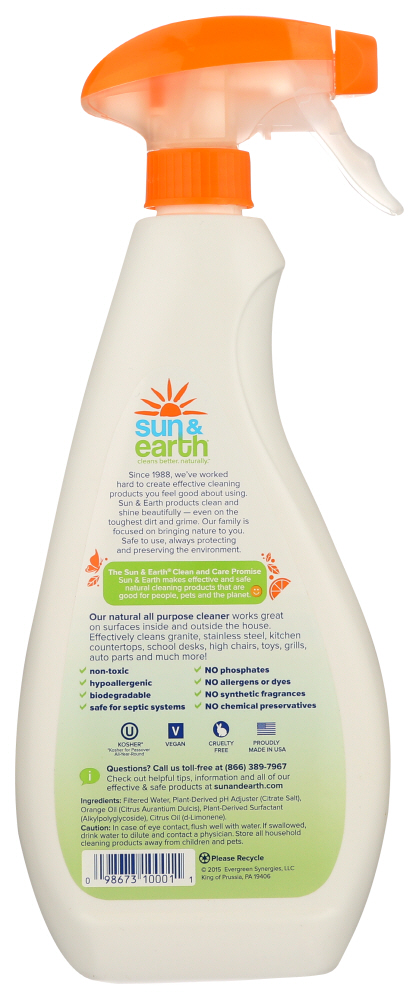 sun &
earth®
cleans better. naturally.™
Since 1988, we've worked
hard to create effective cleaning
products you feel good about using.
Sun & Earth products clean and
shine beautifully — even on the
toughest dirt and grime. Our family is
focused on bringing nature to you.
Safe to use, always protecting
and preserving the environment.
The Sun & Earth® Clean and Care Promise
Sun & Earth makes effective and safe
natural cleaning products that are
good for people, pets and the planet.
Our natural all purpose cleaner works great
on surfaces inside and outside the house.
Effectively cleans granite, stainless steel, kitchen
countertops, school desks, high chairs, toys, grills,
auto parts and much more!
✓ non-toxic ✓ NO phosphates
✓ hypoallergenic ✓ NO allergens or dyes
✓ biodegradable ✓ NO synthetic fragrances
✓ safe for septic systems ✓ NO chemical preservatives
U V
KOSHER* VEGAN CRUELTY FREE PROUDLY MADE IN USA
*Kosher for Passover
All-Year-Round
i
Questions? Call us toll-free at (866) 389-7967
Check out helpful tips, information and all of our
effective & safe products at sunandearth.com
Ingredients: Filtered Water, Plant-Derived pH Adjuster (Citrate Salt),
Orange Oil (Citrus Aurantium Dulcis), Plant-Derived Surfactant
(Alkylpolyglycoside), Citrus Oil (d-Limonene).
Caution: In case of eye contact, flush well with water. If swallowed,
drink water to dilute and contact a physician. Store all household
cleaning products away from children and pets.
Please Recycle
© 2015 Evergreen Synergies, LLC
King of Prussia, PA 19406
0 98673 10001 1